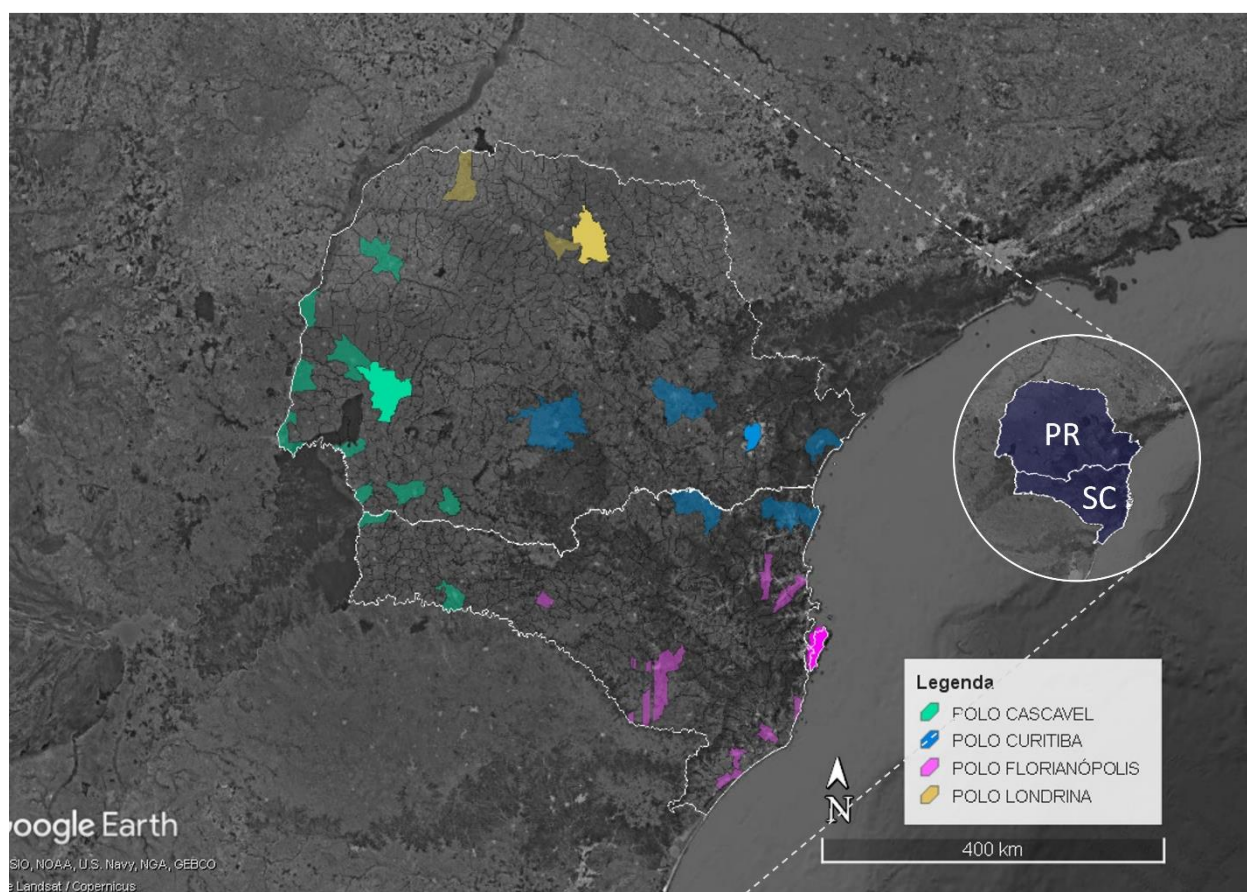 PR
SC
Legenda
POLO CASCAVEL
POLO CURITIBA
POLO FLORIANÓPOLIS
POLO LONDRINA
N
400 km
oogle Earth
SIO, NOAA, U.S. Navy, NGA, GEBCO
e Landsat / Copernicus